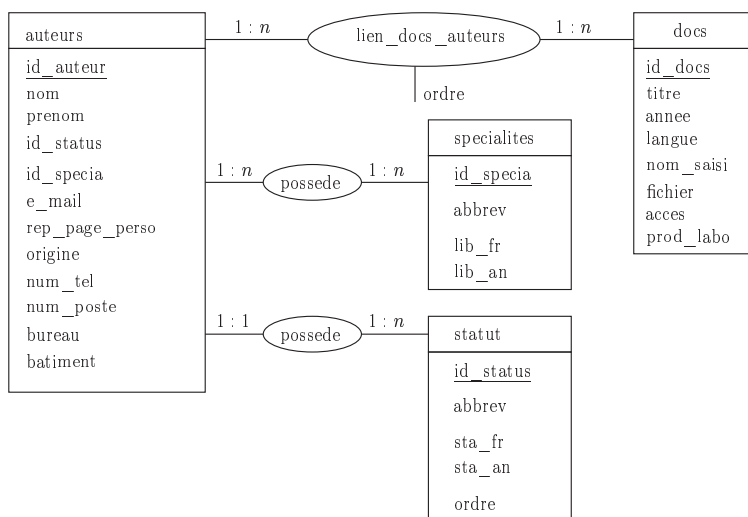 auteurs
id_auteur
nom
prenom
id_status
id_specia
e_mail
rep_page_perso
origine
num_tel
num_poste
bureau
batiment
1 : n
lien_docs_auteurs
1 : n
ordre
docs
id_docs
titre
annee
langue
nom_saisi
fichier
acces
prod_labo
1 : n
possede
1 : n
specialites
id_specia
abbrev
lib_fr
lib_an
1 : 1
possede
1 : n
statut
id_status
abbrev
sta_fr
sta_an
ordre